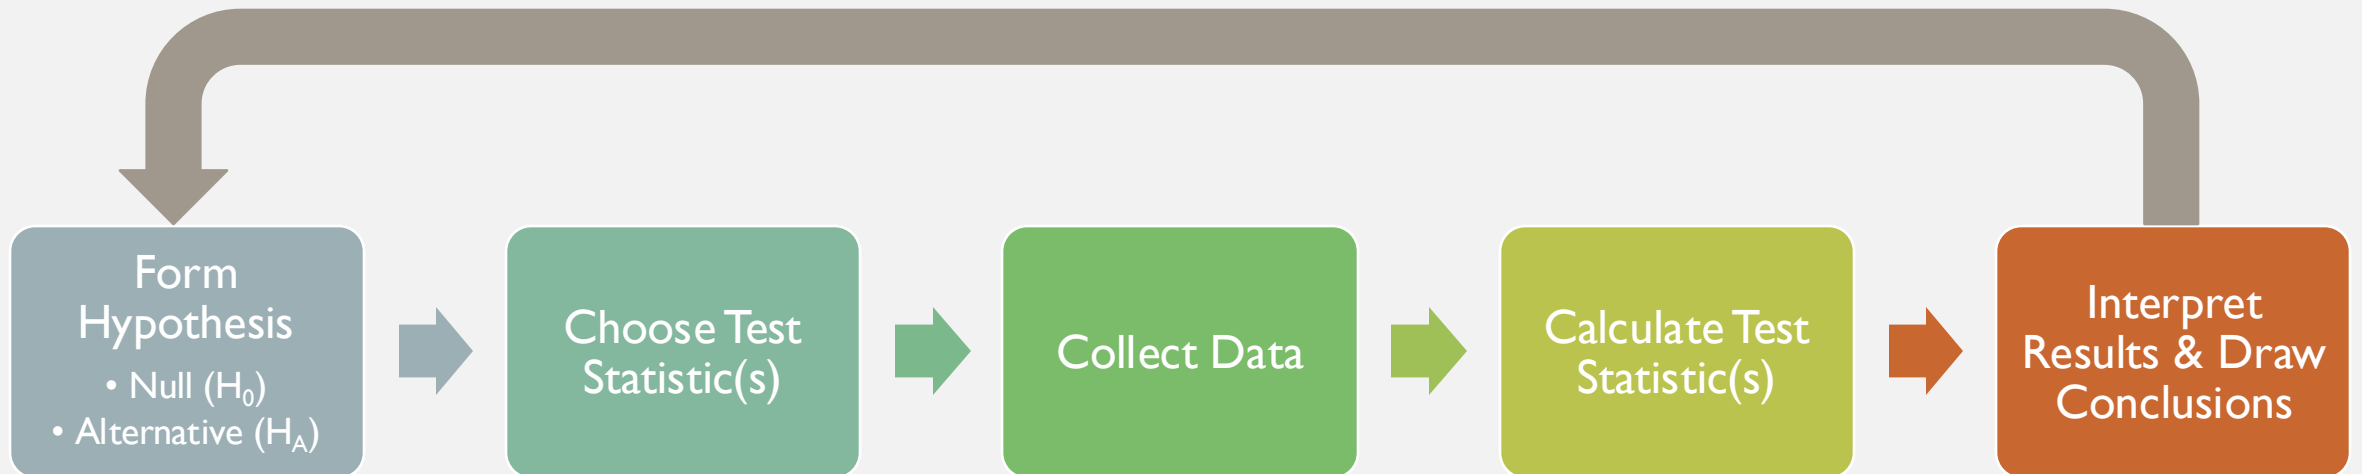 Form
Hypothesis
• Null (H₀)
• Alternative (Hₐ)
Choose Test
Statistic(s)
Collect Data
Calculate Test
Statistic(s)
Interpret
Results & Draw
Conclusions